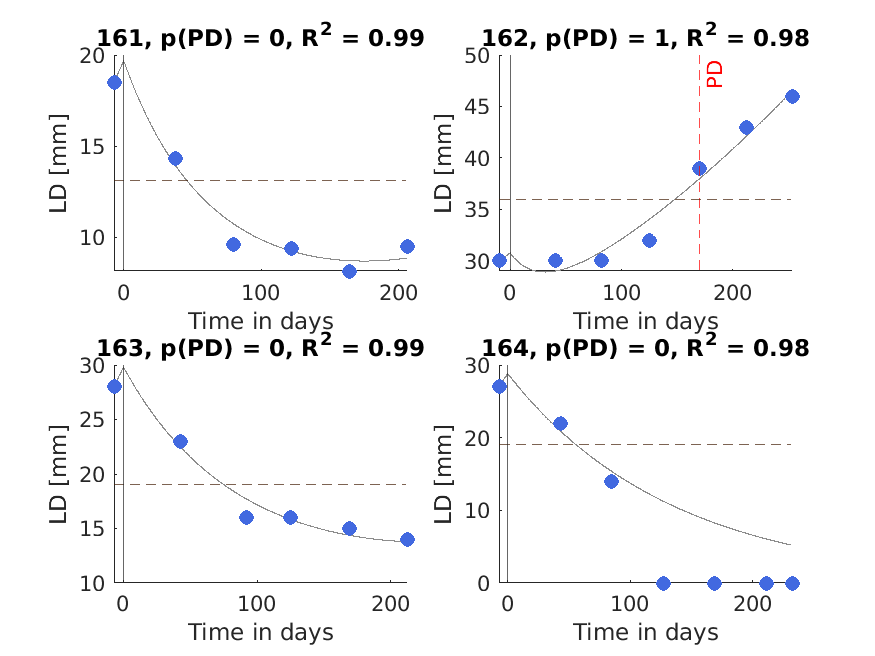 161, p(PD) = 0, R² = 0.99
20
15
10
LD [mm]
0 100 200
Time in days
162, p(PD) = 1, R² = 0.98
50
45
40
35
30
LD [mm]
PD
0 100 200
Time in days
163, p(PD) = 0, R² = 0.99
30
25
20
15
10
LD [mm]
0 100 200
Time in days
164, p(PD) = 0, R² = 0.98
30
20
10
0
LD [mm]
0 100 200
Time in days